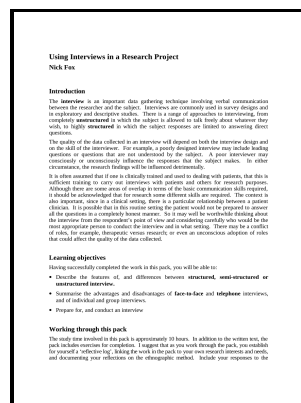 Using Interviews in a Research Project
Nick Fox
Introduction
The interview is an important data gathering technique involving verbal communication
between the researcher and the subject. Interviews are commonly used in survey designs and
in exploratory and descriptive studies. There is a range of approaches to interviewing, from
completely unstructured in which the subject is allowed to talk freely about whatever they
wish, to highly structured in which the subject responses are limited to answering direct
questions.
The quality of the data collected in an interview will depend on both the interview design and
on the skill of the interviewer. For example, a poorly designed interview may include leading
questions or questions that are not understood by the subject. A poor interviewer may
consciously or unconsciously influence the responses that the subject makes. In either
circumstance, the research findings will be influenced detrimentally.
It is often assumed that if one is clinically trained and used to dealing with patients, that this is
sufficient training to carry out interviews with patients and others for research purposes.
Although there are some areas of overlap in terms of the basic communication skills required,
it should be acknowledged that for research some different skills are required. The context is
also important, since in a clinical setting, there is a particular relationship between a patient
clinician. It is possible that in this routine setting the patient would not be prepared to answer
all the questions in a completely honest manner. So it may be worthwhile thinking about
the interview from the respondent's point of view and considering carefully who would be the
most appropriate person to conduct the interview and in what setting. There may be a conflict
of roles, for example, therapeutic versus research; or even an unconscious adoption of roles
that could affect the quality of the data collected.
Learning objectives
Having successfully completed the work in this pack, you will be able to:
• Describe the features of, and differences between structured, semi-structured or
unstructured interview.
• Summarise the advantages and disadvantages of face-to-face and telephone interviews,
and of individual and group interviews.
• Prepare for, and conduct an interview
Working through this pack
The study time involved in this pack is approximately 10 hours. In addition to the written text, the
pack includes exercises for completion. I suggest that as you work through the pack, you establish
for yourself a 'reflective log', linking the work in the pack to your own research interests and needs,
and documenting your reflections on the ethnographic method. Include your responses to the